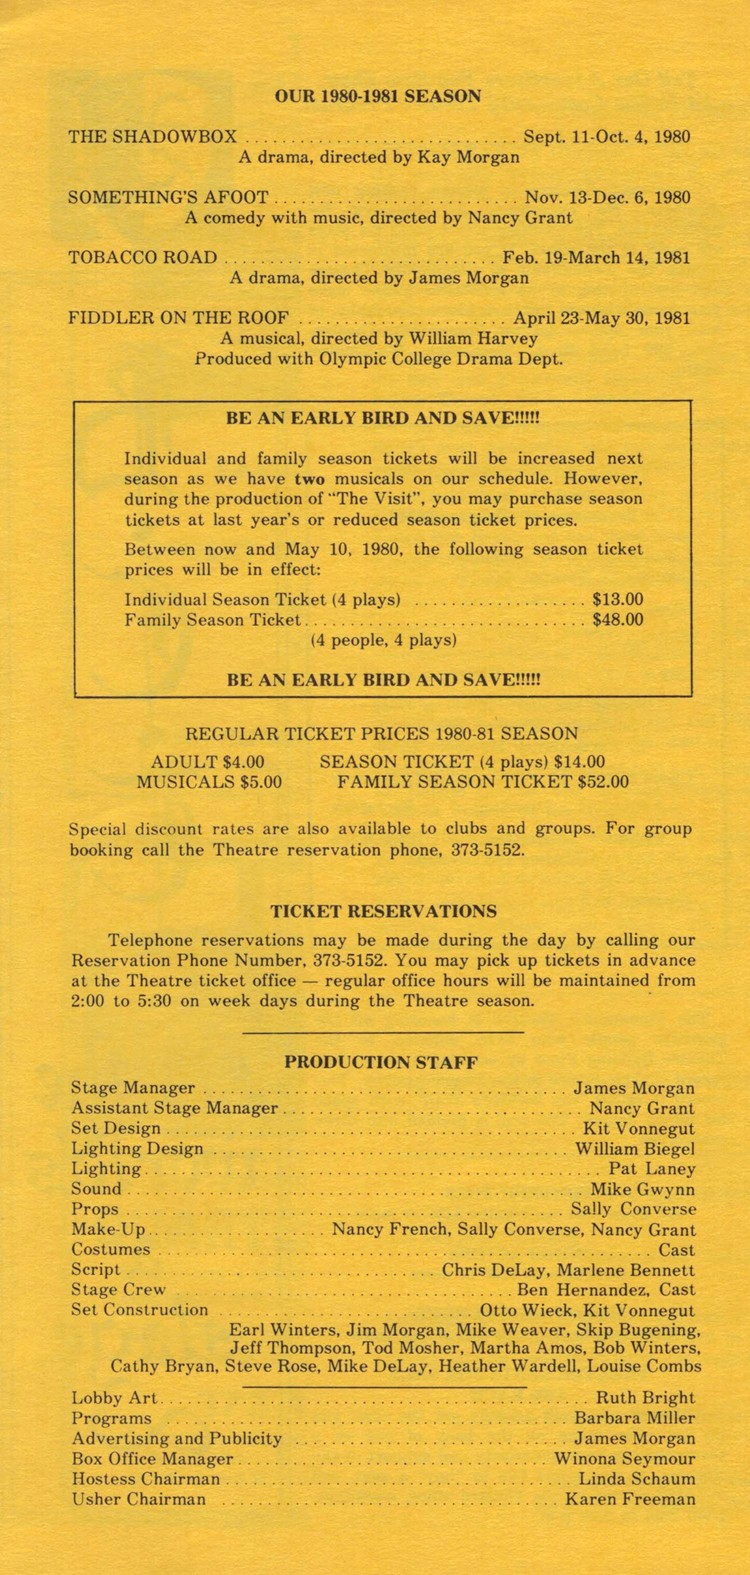 OUR 1980-1981 SEASON
THE SHADOWBOX .............................. Sept. 11-Oct. 4, 1980
A drama, directed by Kay Morgan
SOMETHING'S AFOOT ........................... Nov. 13-Dec. 6, 1980
A comedy with music, directed by Nancy Grant
TOBACCO ROAD .............................. Feb. 19-March 14, 1981
A drama, directed by James Morgan
FIDDLER ON THE ROOF ....................... April 23-May 30, 1981
A musical, directed by William Harvey
Produced with Olympic College Drama Dept.
BE AN EARLY BIRD AND SAVE!!!!!
Individual and family season tickets will be increased next
season as we have two musicals on our schedule. However,
during the production of "The Visit", you may purchase season
tickets at last year's or reduced season ticket prices.
Between now and May 10, 1980, the following season ticket
prices will be in effect:
Individual Season Ticket (4 plays) ................... $13.00
Family Season Ticket ............................... $48.00
(4 people, 4 plays)
BE AN EARLY BIRD AND SAVE!!!!!
REGULAR TICKET PRICES 1980-81 SEASON
ADULT $4.00 SEASON TICKET (4 plays) $14.00
MUSICALS $5.00 FAMILY SEASON TICKET $52.00
Special discount rates are also available to clubs and groups. For group
booking call the Theatre reservation phone, 373-5152.
TICKET RESERVATIONS
Telephone reservations may be made during the day by calling our
Reservation Phone Number, 373-5152. You may pick up tickets in advance
at the Theatre ticket office — regular office hours will be maintained from
2:00 to 5:30 on week days during the Theatre season.
PRODUCTION STAFF
Stage Manager ........................................ James Morgan
Assistant Stage Manager ................................. Nancy Grant
Set Design ................................................ Kit Vonnegut
Lighting Design ....................................... William Biegel
Lighting .................................................. Pat Laney
Sound .................................................. Mike Gwynn
Props ................................................ Sally Converse
Make-Up ................... Nancy French, Sally Converse, Nancy Grant
Costumes ...................................................... Cast
Script .................................. Chris DeLay, Marlene Bennett
Stage Crew ..................................... Ben Hernandez, Cast
Set Construction ............................ Otto Wieck, Kit Vonnegut
Earl Winters, Jim Morgan, Mike Weaver, Skip Bugening,
Jeff Thompson, Tod Mosher, Martha Amos, Bob Winters,
Cathy Bryan, Steve Rose, Mike DeLay, Heather Wardell, Louise Combs
Lobby Art ............................................... Ruth Bright
Programs ............................................. Barbara Miller
Advertising and Publicity .............................. James Morgan
Box Office Manager ................................... Winona Seymour
Hostess Chairman ...................................... Linda Schaum
Usher Chairman ..................................... Karen Freeman